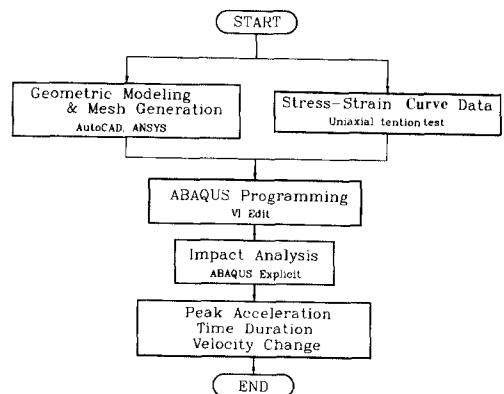 START
Geometric Modeling
& Mesh Generation
AutoCAD, ANSYS
Stress-Strain Curve Data
Uniaxial tention test
ABAQUS Programming
VI Edit
Impact Analysis
ABAQUS Explicit
Peak Acceleration
Time Duration
Velocity Change
END